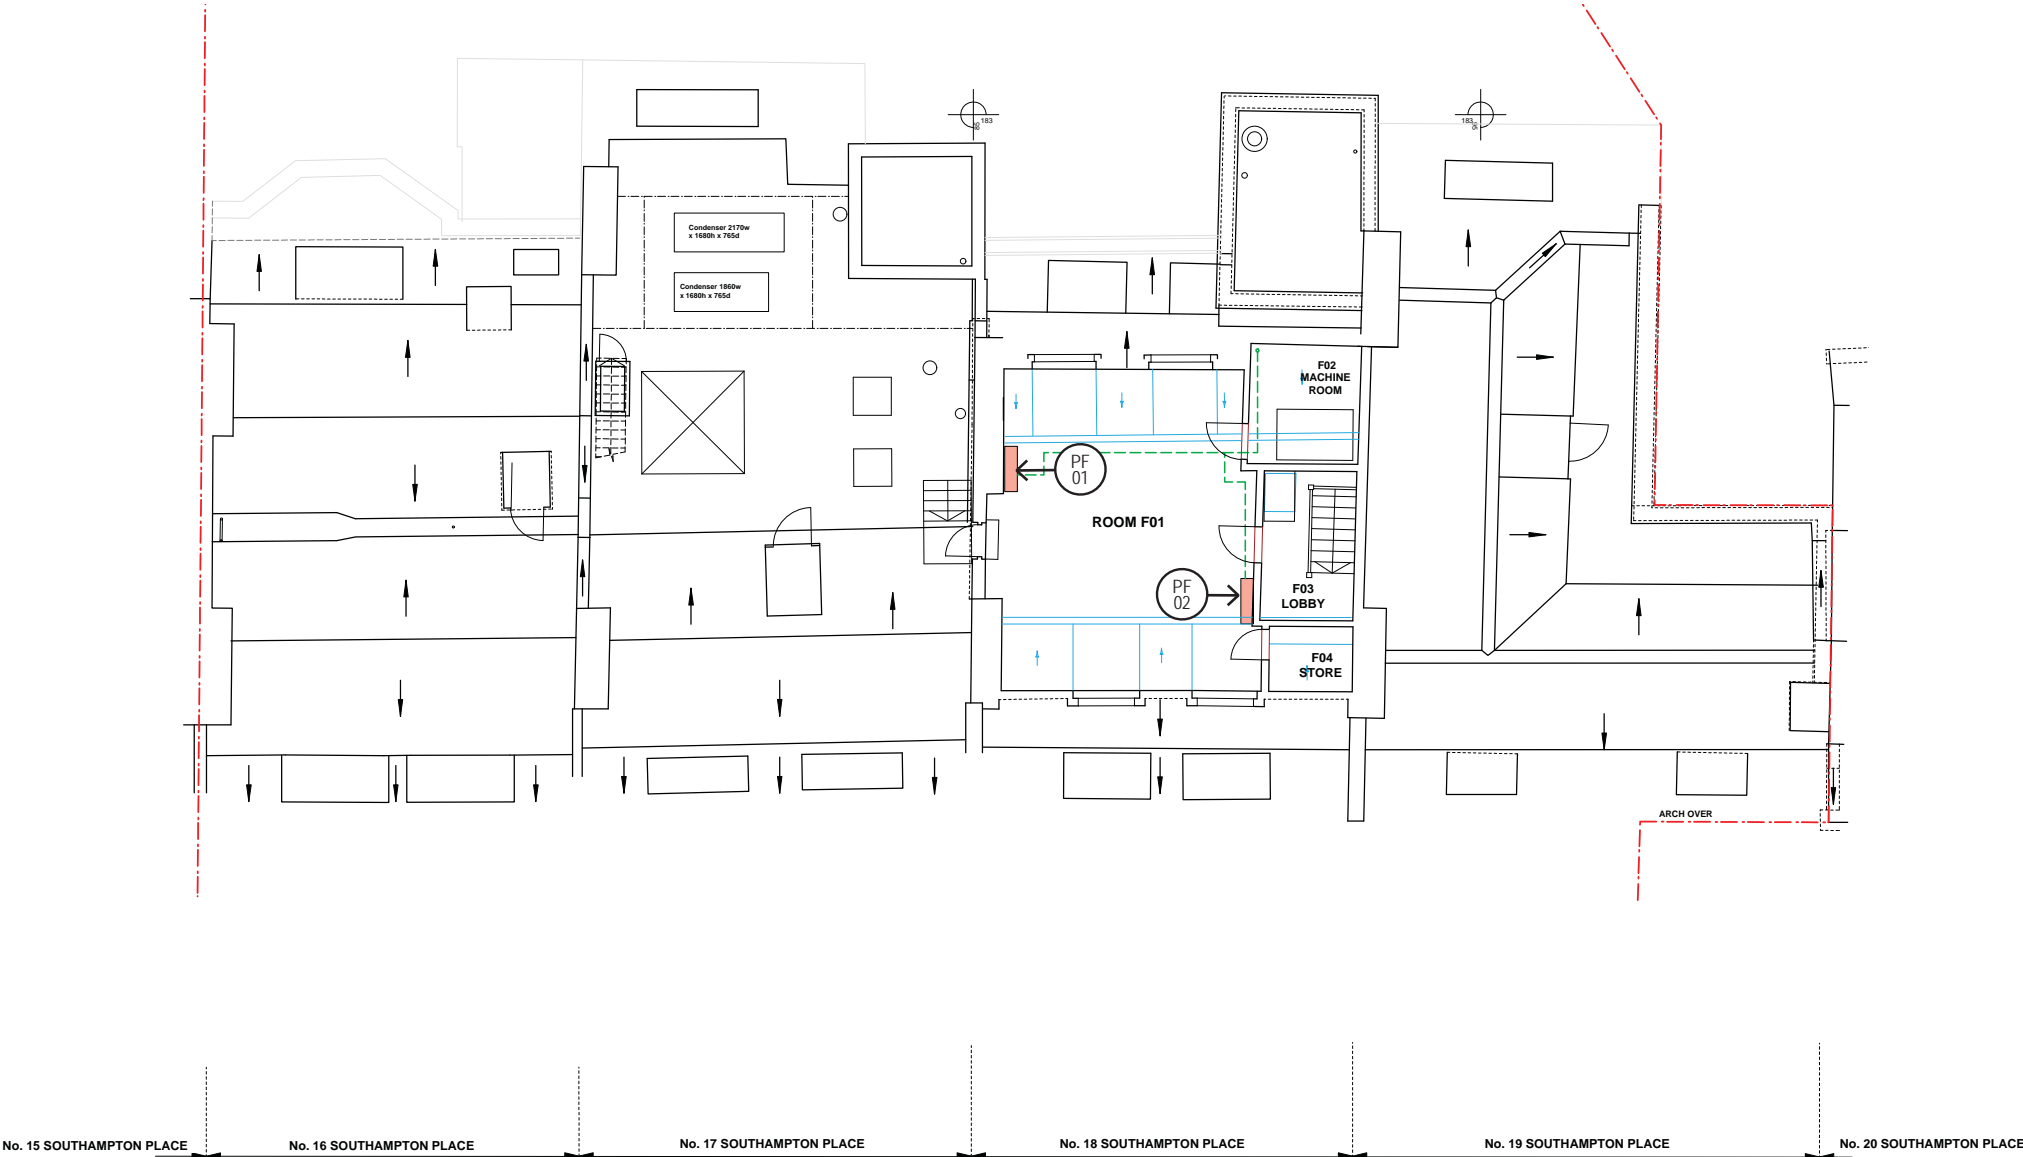 183
183
Condenser 2170w
x 1680h x 765d
Condenser 1860w
x 1680h x 765d
F02
MACHINE
ROOM
PF
01
ROOM F01
PF
02
F03
LOBBY
F04
STORE
ARCH OVER
No. 15 SOUTHAMPTON PLACE
No. 16 SOUTHAMPTON PLACE
No. 17 SOUTHAMPTON PLACE
No. 18 SOUTHAMPTON PLACE
No. 19 SOUTHAMPTON PLACE
No. 20 SOUTHAMPTON PLACE